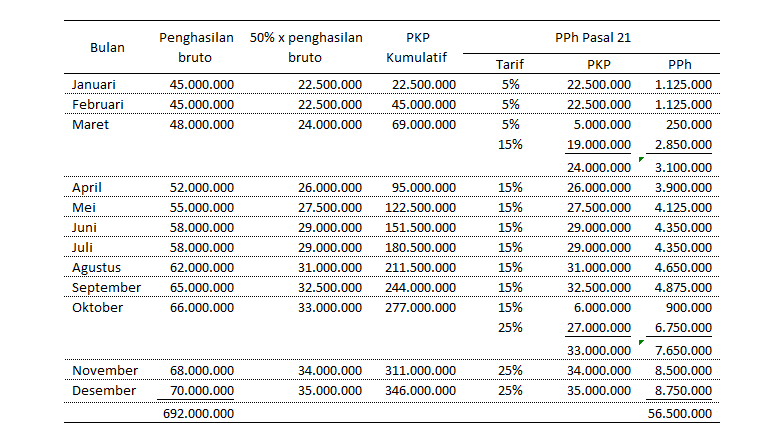 Bulan Penghasilan bruto 50% x penghasilan bruto PKP Kumulatif PPh Pasal 21
Tarif PKP PPh
Januari 45.000.000 22.500.000 22.500.000 5% 22.500.000 1.125.000
Februari 45.000.000 22.500.000 45.000.000 5% 22.500.000 1.125.000
Maret 48.000.000 24.000.000 69.000.000 5% 5.000.000 250.000
15% 19.000.000 2.850.000
24.000.000 3.100.000
April 52.000.000 26.000.000 95.000.000 15% 26.000.000 3.900.000
Mei 55.000.000 27.500.000 122.500.000 15% 27.500.000 4.125.000
Juni 58.000.000 29.000.000 151.500.000 15% 29.000.000 4.350.000
Juli 58.000.000 29.000.000 180.500.000 15% 29.000.000 4.350.000
Agustus 62.000.000 31.000.000 211.500.000 15% 31.000.000 4.650.000
September 65.000.000 32.500.000 244.000.000 15% 32.500.000 4.875.000
Oktober 66.000.000 33.000.000 277.000.000 15% 6.000.000 900.000
25% 27.000.000 6.750.000
33.000.000 7.650.000
November 68.000.000 34.000.000 311.000.000 25% 34.000.000 8.500.000
Desember 70.000.000 35.000.000 346.000.000 25% 35.000.000 8.750.000
692.000.000 56.500.000